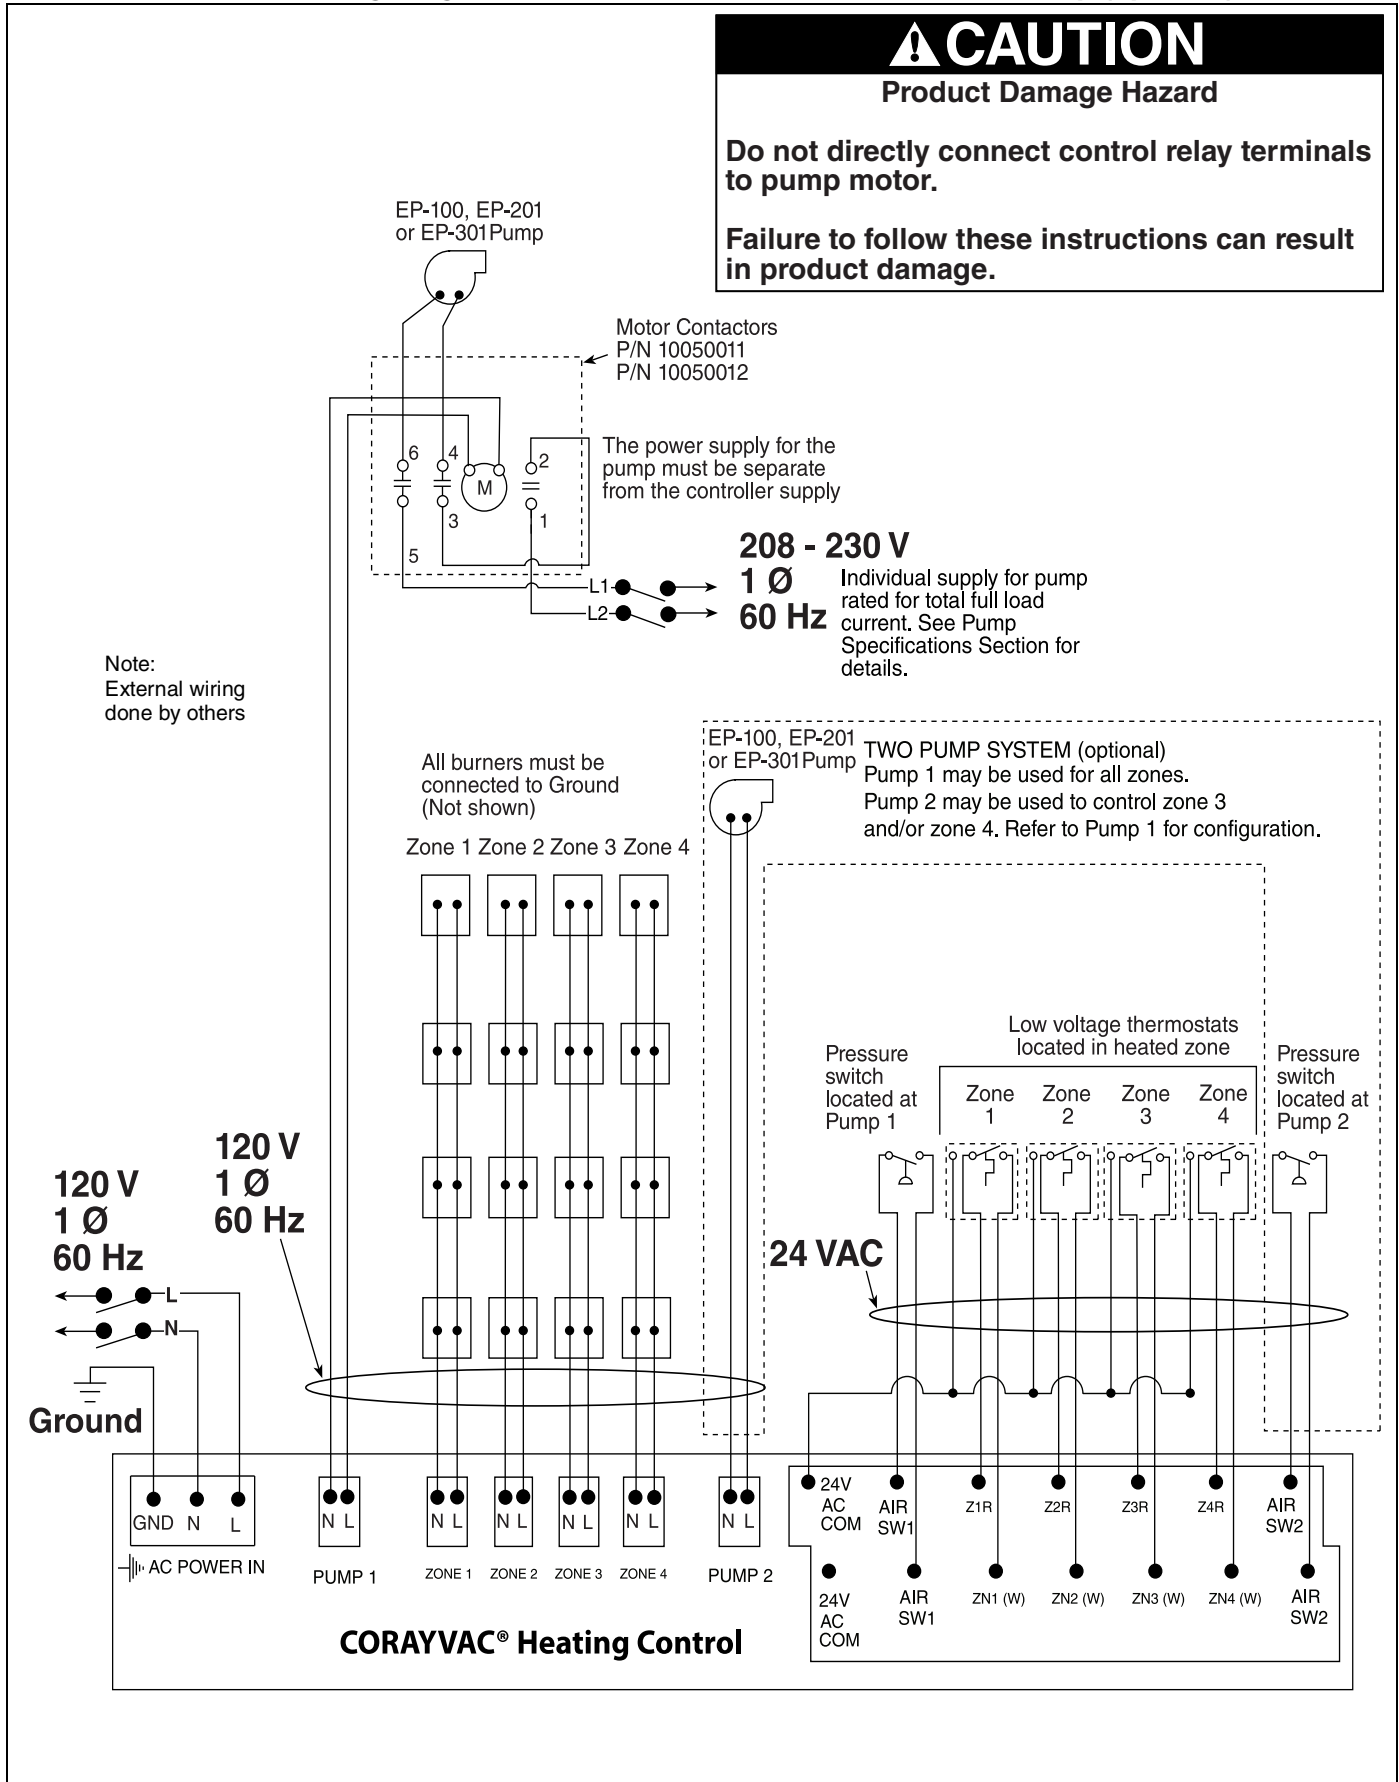 CAUTION
Product Damage Hazard
Do not directly connect control relay terminals
to pump motor.
Failure to follow these instructions can result
in product damage.
EP-100, EP-201
or EP-301Pump
Motor Contactors
P/N 10050011
P/N 10050012
The power supply for the
pump must be separate
from the controller supply
6
4
2
M
3
1
5
L1
L2
208 - 230 V
1 Ø
60 Hz
Individual supply for pump
rated for total full load
current. See Pump
Specifications Section for
details.
Note:
External wiring
done by others
All burners must be
connected to Ground
(Not shown)
Zone 1 Zone 2 Zone 3 Zone 4
EP-100, EP-201
or EP-301Pump
TWO PUMP SYSTEM (optional)
Pump 1 may be used for all zones.
Pump 2 may be used to control zone 3
and/or zone 4. Refer to Pump 1 for configuration.
Low voltage thermostats
located in heated zone
Pressure
switch
located at
Pump 1
Zone
1
Zone
2
Zone
3
Zone
4
Pressure
switch
located at
Pump 2
120 V
1 Ø
60 Hz
120 V
1 Ø
60 Hz
24 VAC
L
N
Ground
GND N L
AC POWER IN
N L
PUMP 1
N L
ZONE 1
N L
ZONE 2
N L
ZONE 3
N L
ZONE 4
N L
PUMP 2
24V
AC
COM
AIR
SW1
Z1R
Z2R
Z3R
Z4R
AIR
SW2
24V
AC
COM
AIR
SW1
ZN1 (W)
ZN2 (W)
ZN3 (W)
ZN4 (W)
AIR
SW2
CORAYVAC® Heating Control